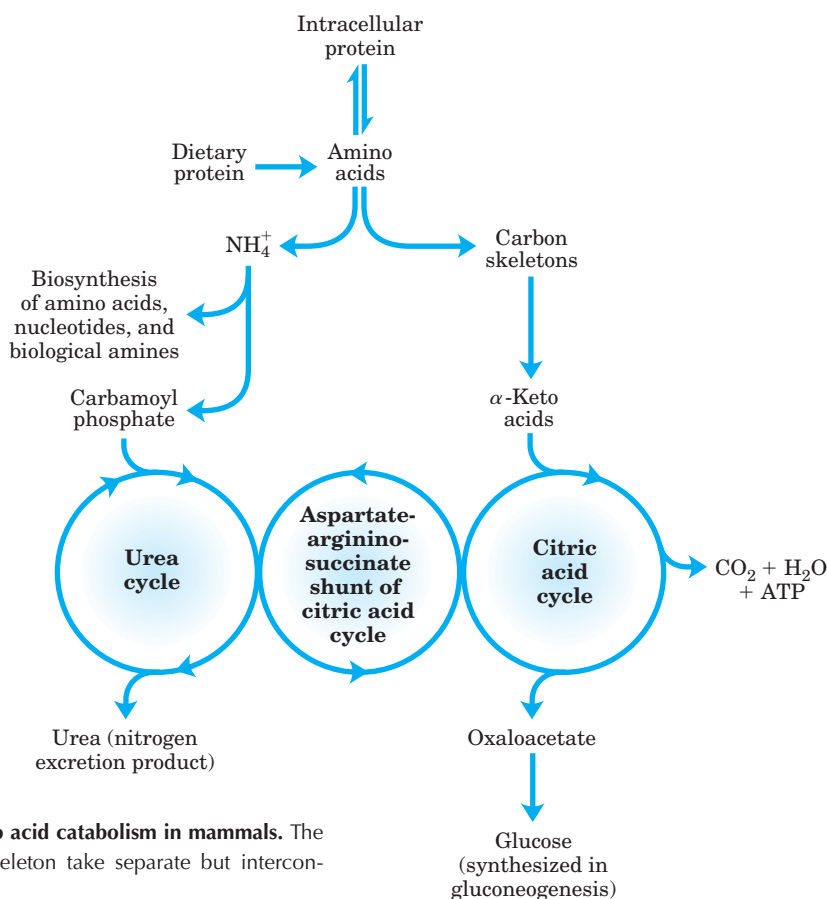 Intracellular
protein
Dietary
protein
Amino
acids
NH₄⁺
Carbon
skeletons
Biosynthesis
of amino acids,
nucleotides, and
biological amines
Carbamoyl
phosphate
α-Keto
acids
Urea
cycle
Aspartate-
arginino-
succinate
shunt of
citric acid
cycle
Citric
acid
cycle
CO₂ + H₂O
+ ATP
Urea (nitrogen
excretion product)
Oxaloacetate
Glucose
(synthesized in
gluconeogenesis)
acid catabolism in mammals. The
take separate but intercon-